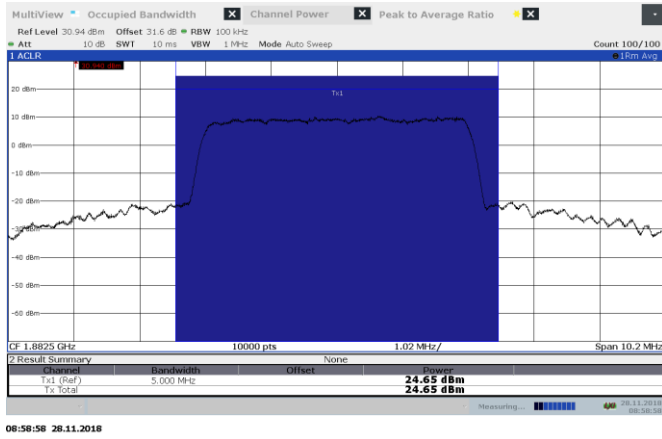 MultiView Occupied Bandwidth X Channel Power X Peak to Average Ratio X
Ref Level 30.94 dBm Offset 31.6 dB RBW 100 kHz
Att 10 dB SWT 10 ms VBW 1 MHz Mode Auto Sweep Count 100/100
1 ACLR 1Rm Avg
30.940 dBm
20 dBm
Tx1
10 dBm
0 dBm
-10 dBm
-20 dBm
-30 dBm
-40 dBm
-50 dBm
-60 dBm
CF 1.8825 GHz 10000 pts 1.02 MHz/ Span 10.2 MHz
2 Result Summary None
Channel Bandwidth Offset Power
Tx1 (Ref) 5.000 MHz 24.65 dBm
Tx Total 24.65 dBm
Measuring... 28.11.2018
08:58:58
08:58:58 28.11.2018